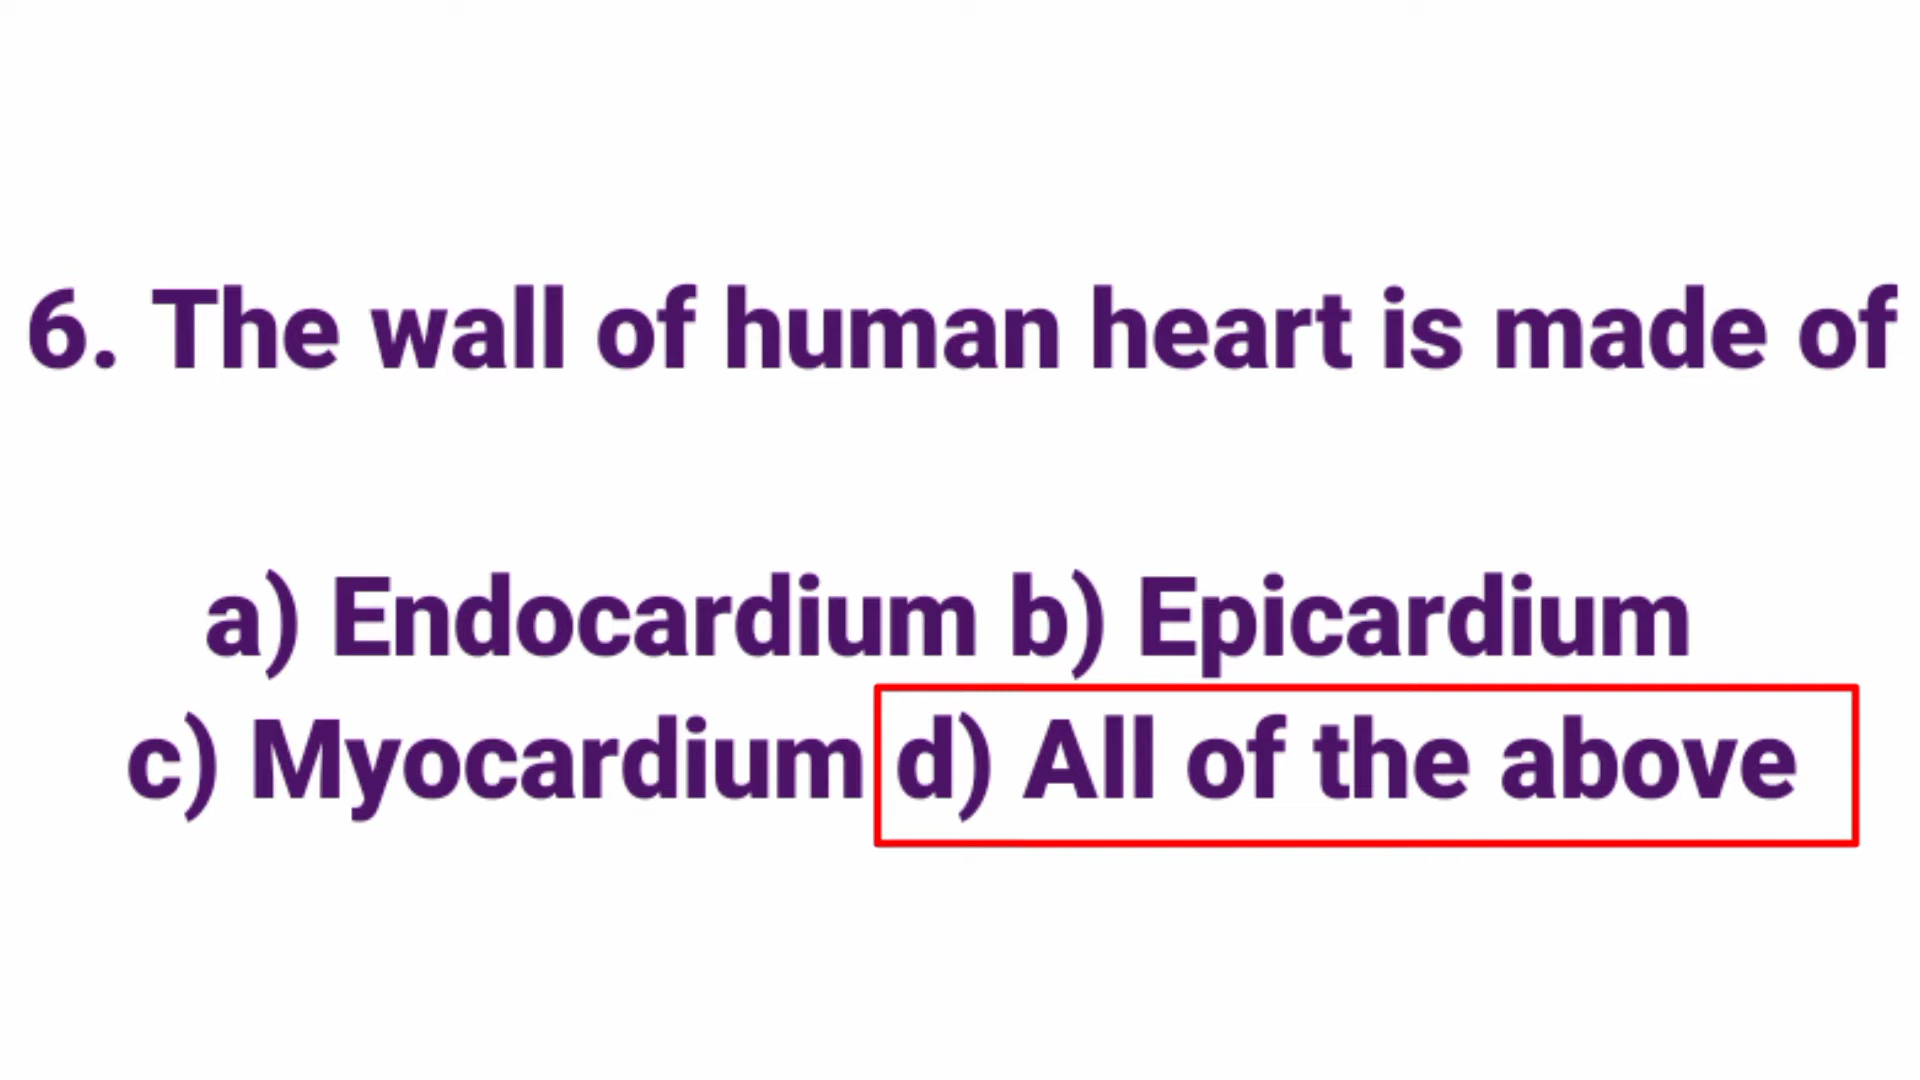 6. The wall of human heart is made of
a) Endocardium b) Epicardium
c) Myocardium d) All of the above